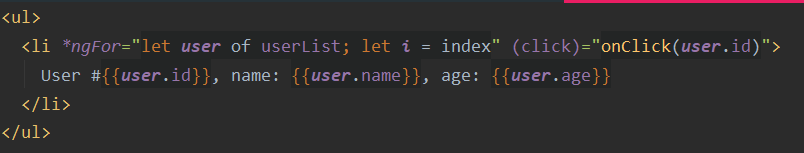 <ul>
<li *ngFor="let user of userList; let i = index" (click)="onClick(user.id)">
User #{{user.id}}, name: {{user.name}}, age: {{user.age}}
</li>
</ul>